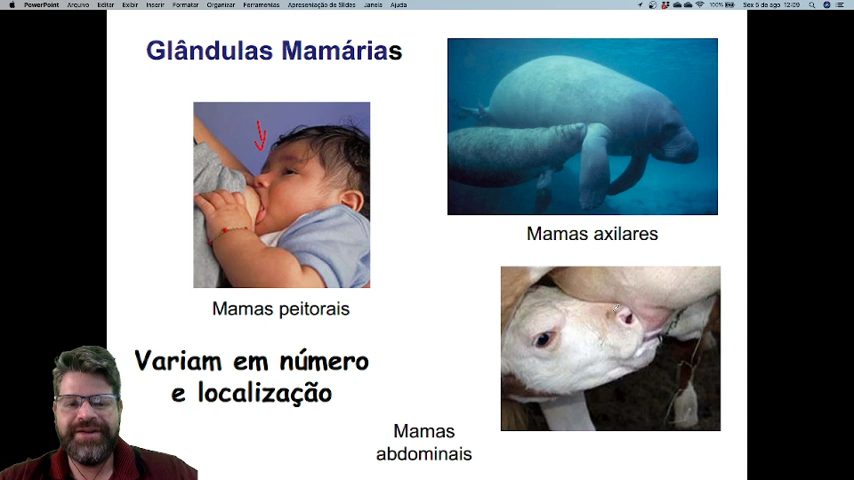 PowerPoint Arquivo Editar Exibir Inserir Formatar Organizar Ferramentas Apresentação de Slides Janela Ajuda
100% Sex 5 de ago 12:09
Glândulas Mamárias
Mamas axilares
Mamas peitorais
Variam em número
e localização
Mamas
abdominais